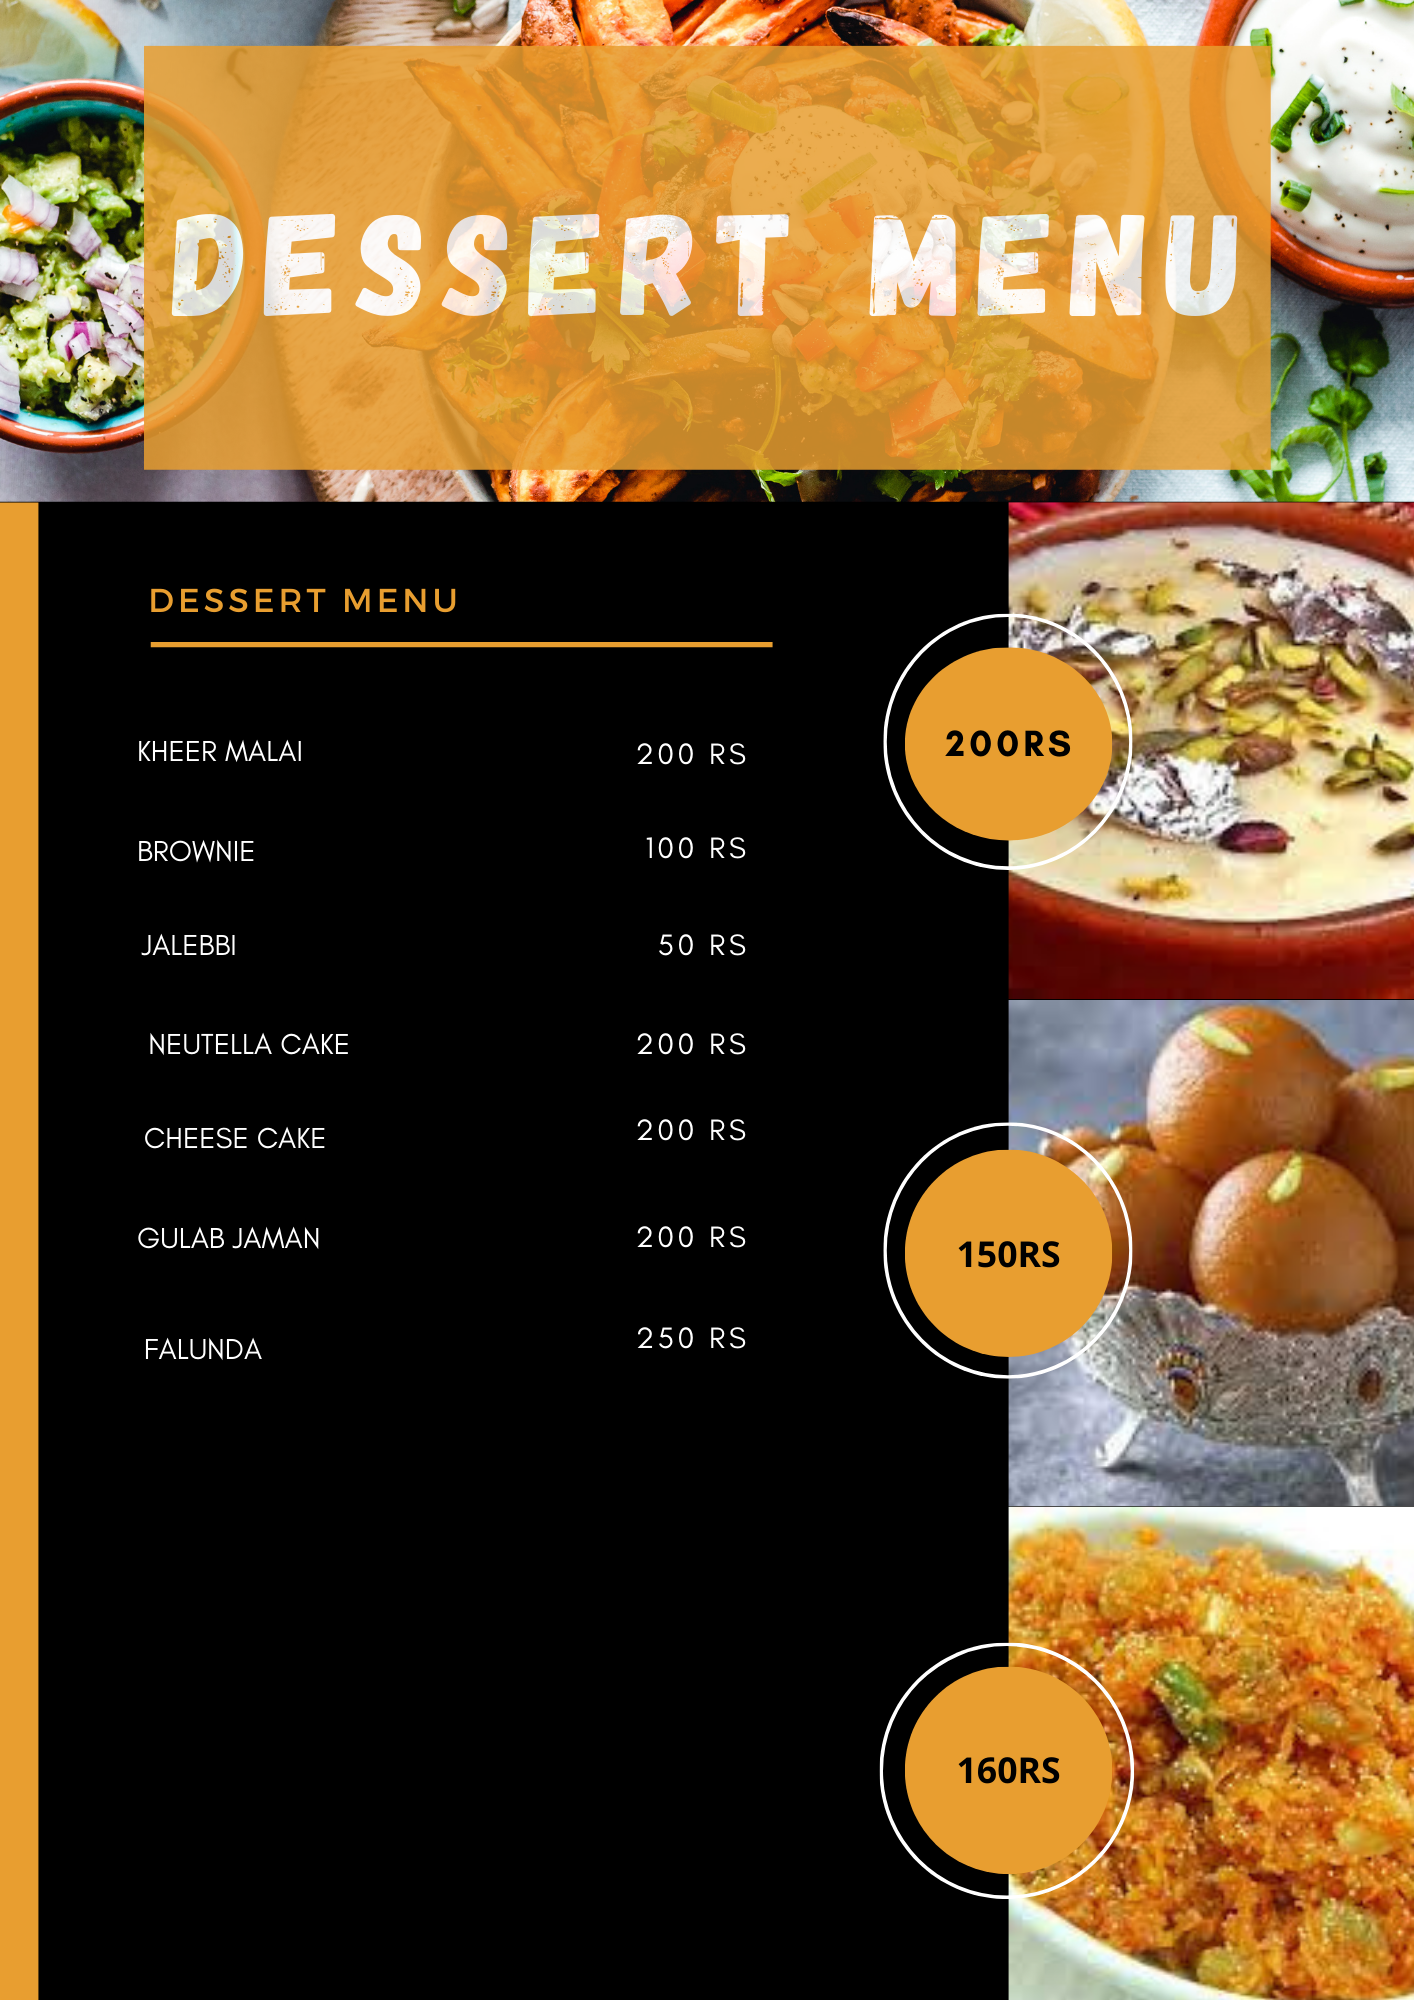 DESSERT MENU
DESSERT MENU
KHEER MALAI 200 RS
BROWNIE 100 RS
JALEBBI 50 RS
NEUTELLA CAKE 200 RS
CHEESE CAKE 200 RS
GULAB JAMAN 200 RS
FALUNDA 250 RS
200RS
150RS
160RS